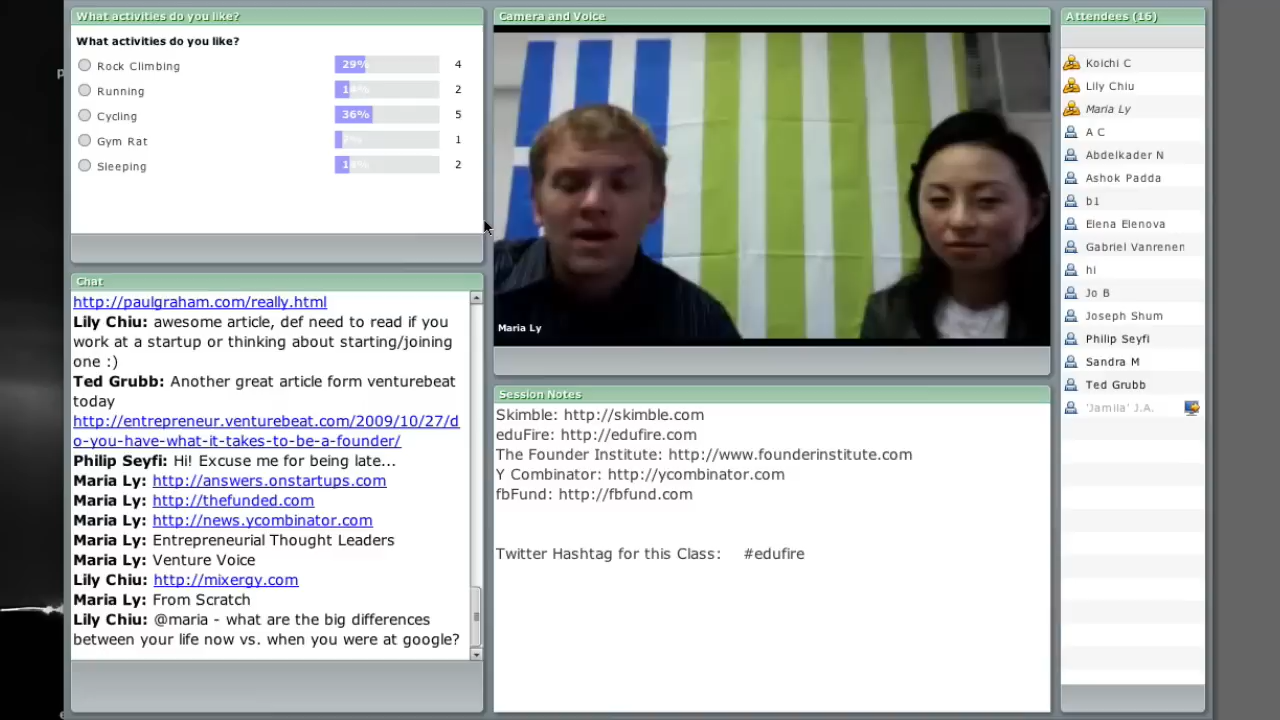 What activities do you like?
What activities do you like?
Rock Climbing 29% 4
Running 2
Cycling 36% 5
Gym Rat 1
Sleeping 2
Chat
http://paulgraham.com/really.html
Lily Chiu: awesome article, def need to read if you
work at a startup or thinking about starting/joining
one :)
Ted Grubb: Another great article form venturebeat
today
http://entrepreneur.venturebeat.com/2009/10/27/d
o-you-have-what-it-takes-to-be-a-founder/
Philip Seyfi: Hi! Excuse me for being late...
Maria Ly: http://answers.onstartups.com
Maria Ly: http://thefunded.com
Maria Ly: http://news.ycombinator.com
Maria Ly: Entrepreneurial Thought Leaders
Maria Ly: Venture Voice
Lily Chiu: http://mixergy.com
Maria Ly: From Scratch
Lily Chiu: @maria - what are the big differences
between your life now vs. when you were at google?
Camera and Voice
Maria Ly
Session Notes
Skimble: http://skimble.com
eduFire: http://edufire.com
The Founder Institute: http://www.founderinstitute.com
Y Combinator: http://ycombinator.com
fbFund: http://fbfund.com
Twitter Hashtag for this Class: #edufire
Attendees (16)
Koichi C
Lily Chiu
Maria Ly
A C
Abdelkader N
Ashok Padda
b1
Elena Elenova
Gabriel Vanrenen
hi
Jo B
Joseph Shum
Philip Seyfi
Sandra M
Ted Grubb
'Jamila' J.A.